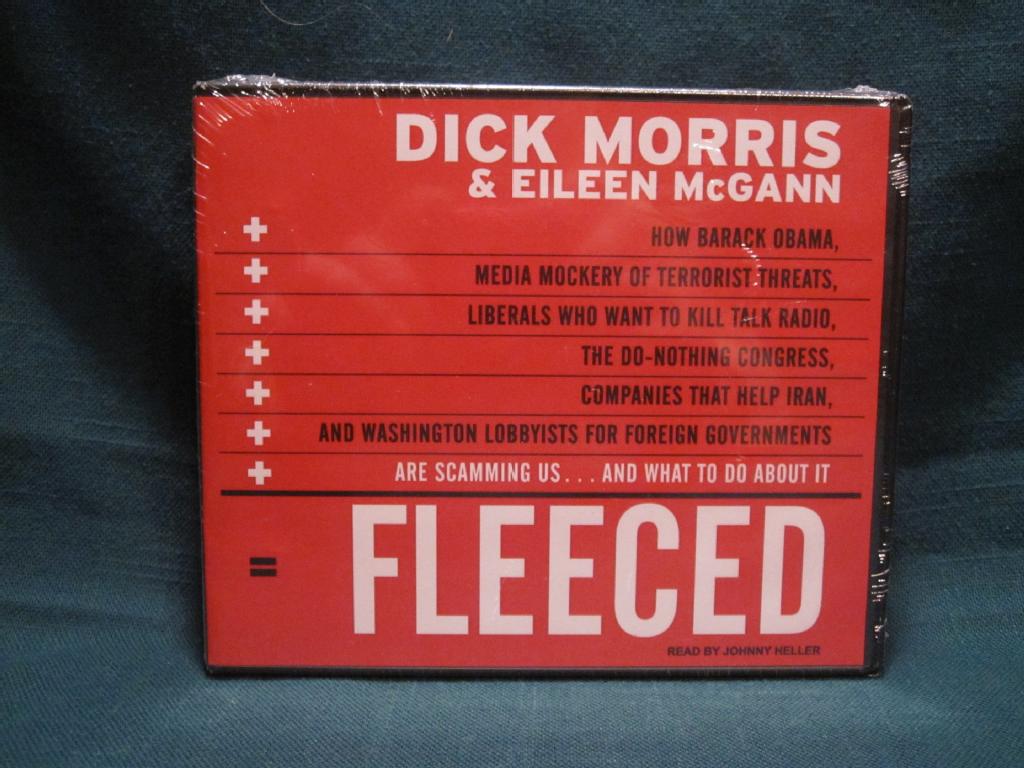 DICK MORRIS
& EILEEN McGANN
+ HOW BARACK OBAMA,
+ MEDIA MOCKERY OF TERRORIST THREATS,
+ LIBERALS WHO WANT TO KILL TALK RADIO,
+ THE DO-NOTHING CONGRESS,
+ COMPANIES THAT HELP IRAN,
+ AND WASHINGTON LOBBYISTS FOR FOREIGN GOVERNMENTS
+ ARE SCAMMING US... AND WHAT TO DO ABOUT IT
= FLEECED
READ BY JOHNNY HELLER